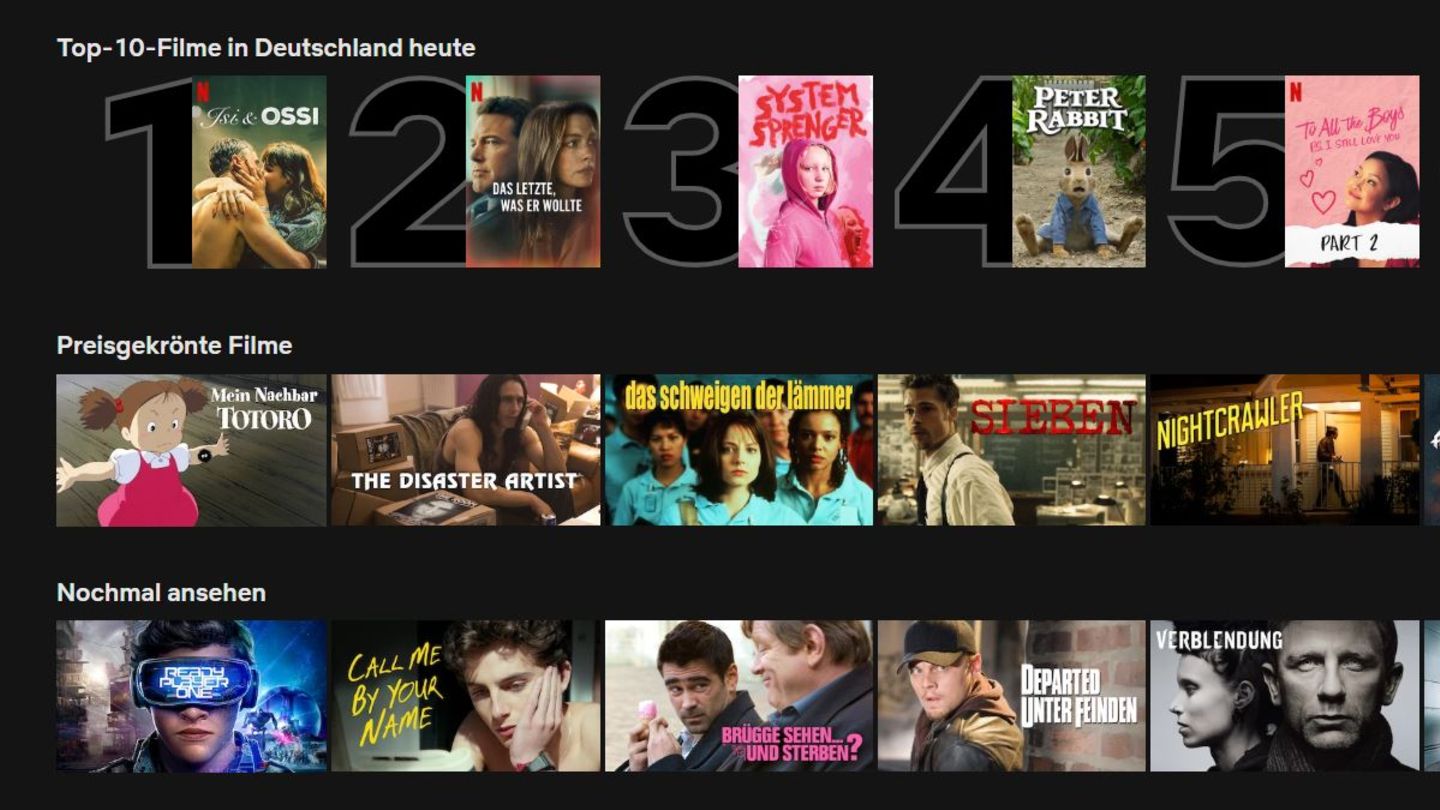 Top-10-Filme in Deutschland heute
1
N
Isi & OSSI
2
N
DAS LETZTE,
WAS ER WOLLTE
3
SYSTEM
SPRENGER
4
PETER
RABBIT
5
N
To All the Boys
P.S. I STILL LOVE YOU
PART 2
Preisgekrönte Filme
Mein Nachbar
TOTORO
THE DISASTER ARTIST
das schweigen der lämmer
SIEBEN
NIGHTCRAWLER
Nochmal ansehen
READY
PLAYER
ONE
CALL ME
BY YOUR
NAME
BRÜGGE SEHEN...
UND STERBEN?
DEPARTED
UNTER FEINDEN
VERBLENDUNG